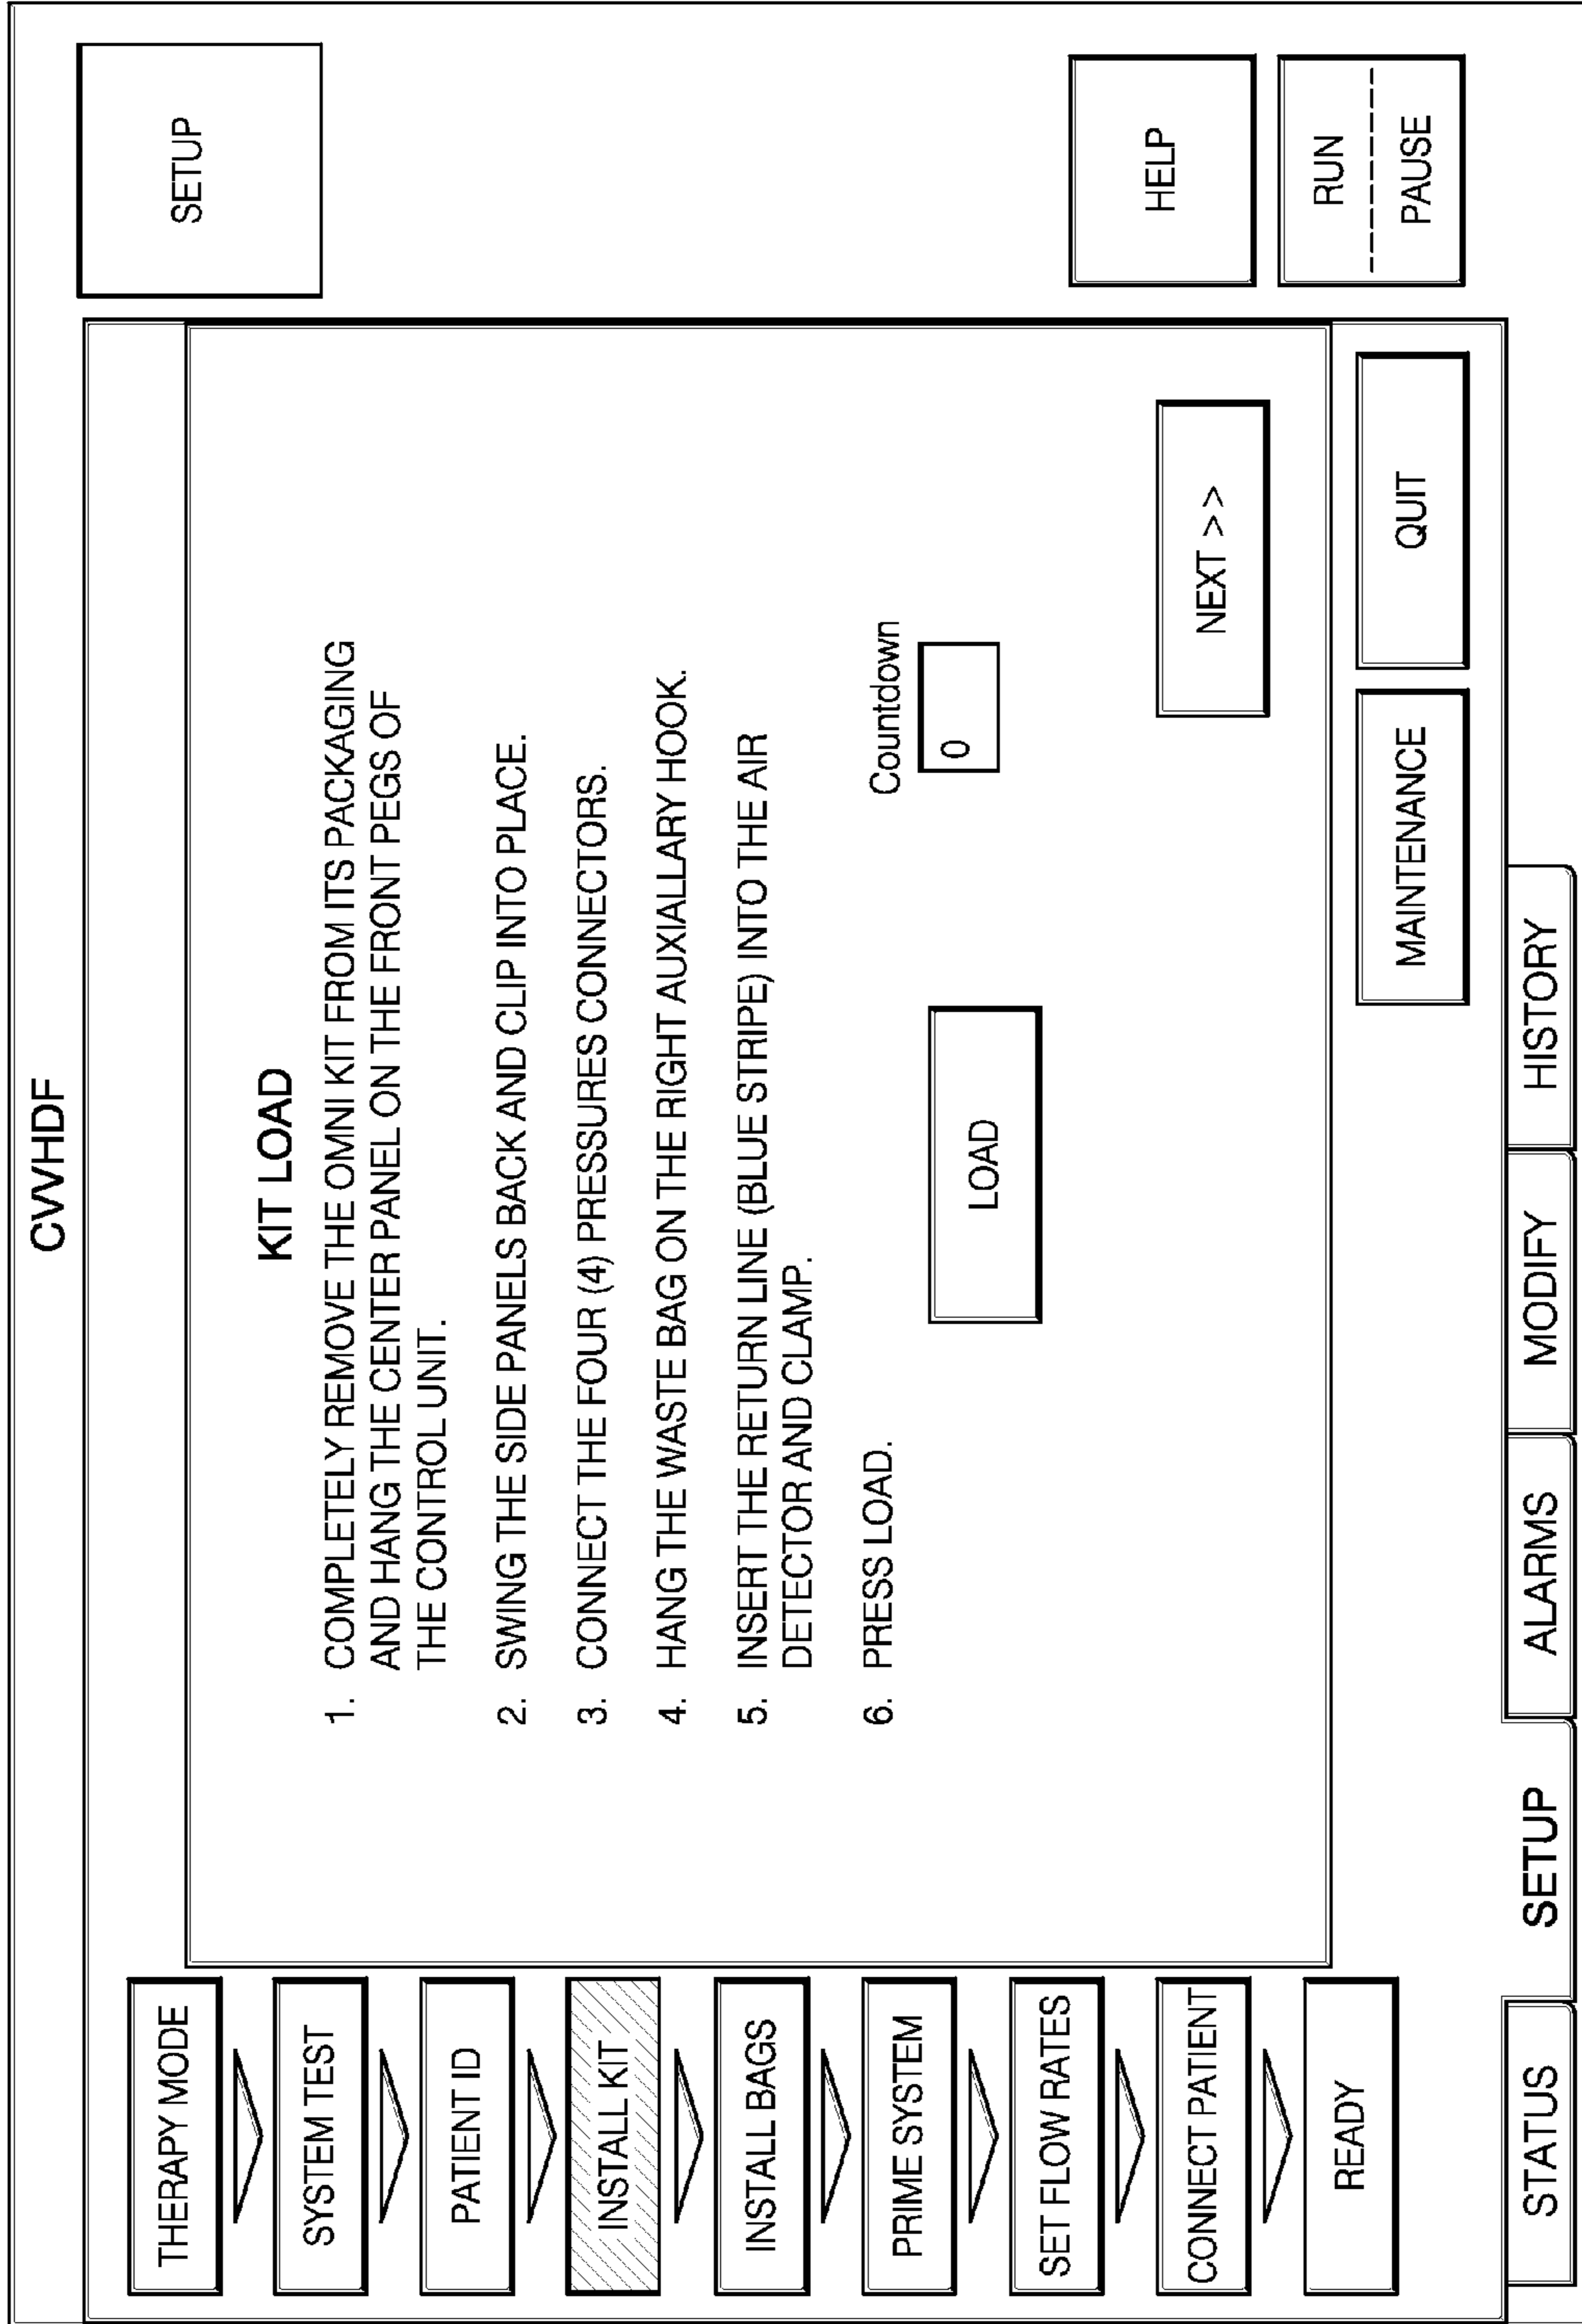 CVVHDF
SETUP
THERAPY MODE
SYSTEM TEST
PATIENT ID
INSTALL KIT
INSTALL BAGS
PRIME SYSTEM
SET FLOW RATES
CONNECT PATIENT
READY
KIT LOAD
1. COMPLETELY REMOVE THE OMNI KIT FROM ITS PACKAGING
AND HANG THE CENTER PANEL ON THE FRONT PEGS OF
THE CONTROL UNIT.
2. SWING THE SIDE PANELS BACK AND CLIP INTO PLACE.
3. CONNECT THE FOUR (4) PRESSURES CONNECTORS.
4. HANG THE WASTE BAG ON THE RIGHT AUXIALLARY HOOK.
5. INSERT THE RETURN LINE (BLUE STRIPE) INTO THE AIR
DETECTOR AND CLAMP.
6. PRESS LOAD.
Countdown
0
LOAD
NEXT >>
MAINTENANCE
QUIT
HELP
RUN
PAUSE
STATUS
SETUP
ALARMS
MODIFY
HISTORY